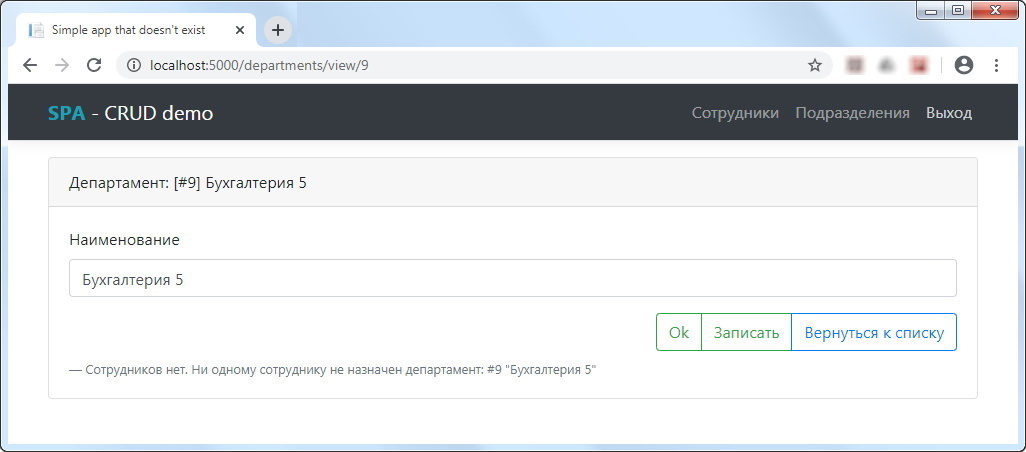 Simple app that doesn't exist
localhost:5000/departments/view/9
SPA - CRUD demo Сотрудники Подразделения Выход
Департамент: [#9] Бухгалтерия 5
Наименование
Бухгалтерия 5
Ok Записать Вернуться к списку
— Сотрудников нет. Ни одному сотруднику не назначен департамент: #9 "Бухгалтерия 5"